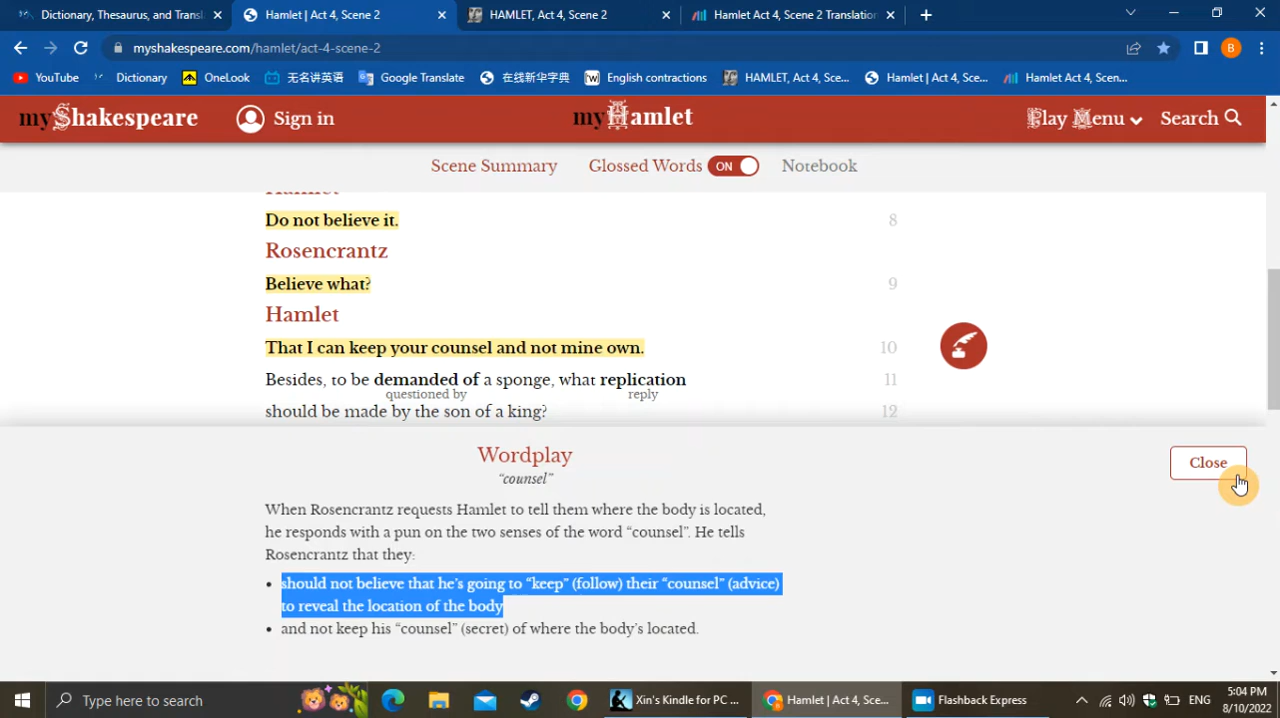 Dictionary, Thesaurus, and Transl
Hamlet | Act 4, Scene 2
HAMLET, Act 4, Scene 2
Hamlet Act 4, Scene 2 Translation
myshakespeare.com/hamlet/act-4-scene-2
B
YouTube
Dictionary
OneLook
无名讲英语
Google Translate
在线新华字典
English contractions
HAMLET, Act 4, Sce...
Hamlet | Act 4, Sce...
Hamlet Act 4, Scen...
myShakespeare
Sign in
myHamlet
Play Menu
Search
Scene Summary
Glossed Words ON
Notebook
Hamlet
Do not believe it. 8
Rosencrantz
Believe what? 9
Hamlet
That I can keep your counsel and not mine own. 10
Besides, to be demanded of a sponge, what replication 11
questioned by reply
should be made by the son of a king? 12
Wordplay
Close
“counsel”
When Rosencrantz requests Hamlet to tell them where the body is located,
he responds with a pun on the two senses of the word “counsel”. He tells
Rosencrantz that they:
• should not believe that he’s going to “keep” (follow) their “counsel” (advice)
to reveal the location of the body
• and not keep his “counsel” (secret) of where the body’s located.
Type here to search
Xin's Kindle for PC ...
Hamlet | Act 4, Sce...
Flashback Express
ENG
5:04 PM
8/10/2022